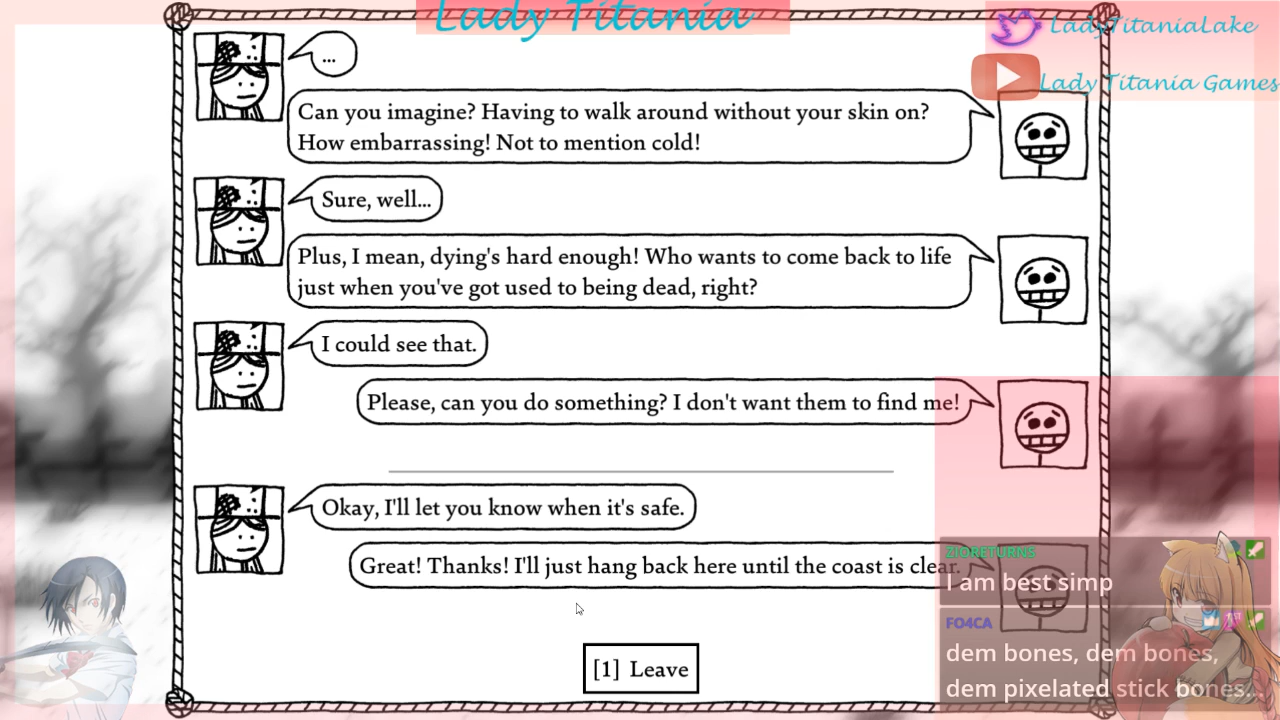 Lady Titania
LadyTitaniaLake
Lady Titania Games
...
Can you imagine? Having to walk around without your skin on?
How embarrassing! Not to mention cold!
Sure, well...
Plus, I mean, dying's hard enough! Who wants to come back to life
just when you've got used to being dead, right?
I could see that.
Please, can you do something? I don't want them to find me!
Okay, I'll let you know when it's safe.
Great! Thanks! I'll just hang back here until the coast is clear.
ZIORETURNS
I am best simp
FO4CA
dem bones, dem bones,
dem pixelated stick bones...
[1] Leave